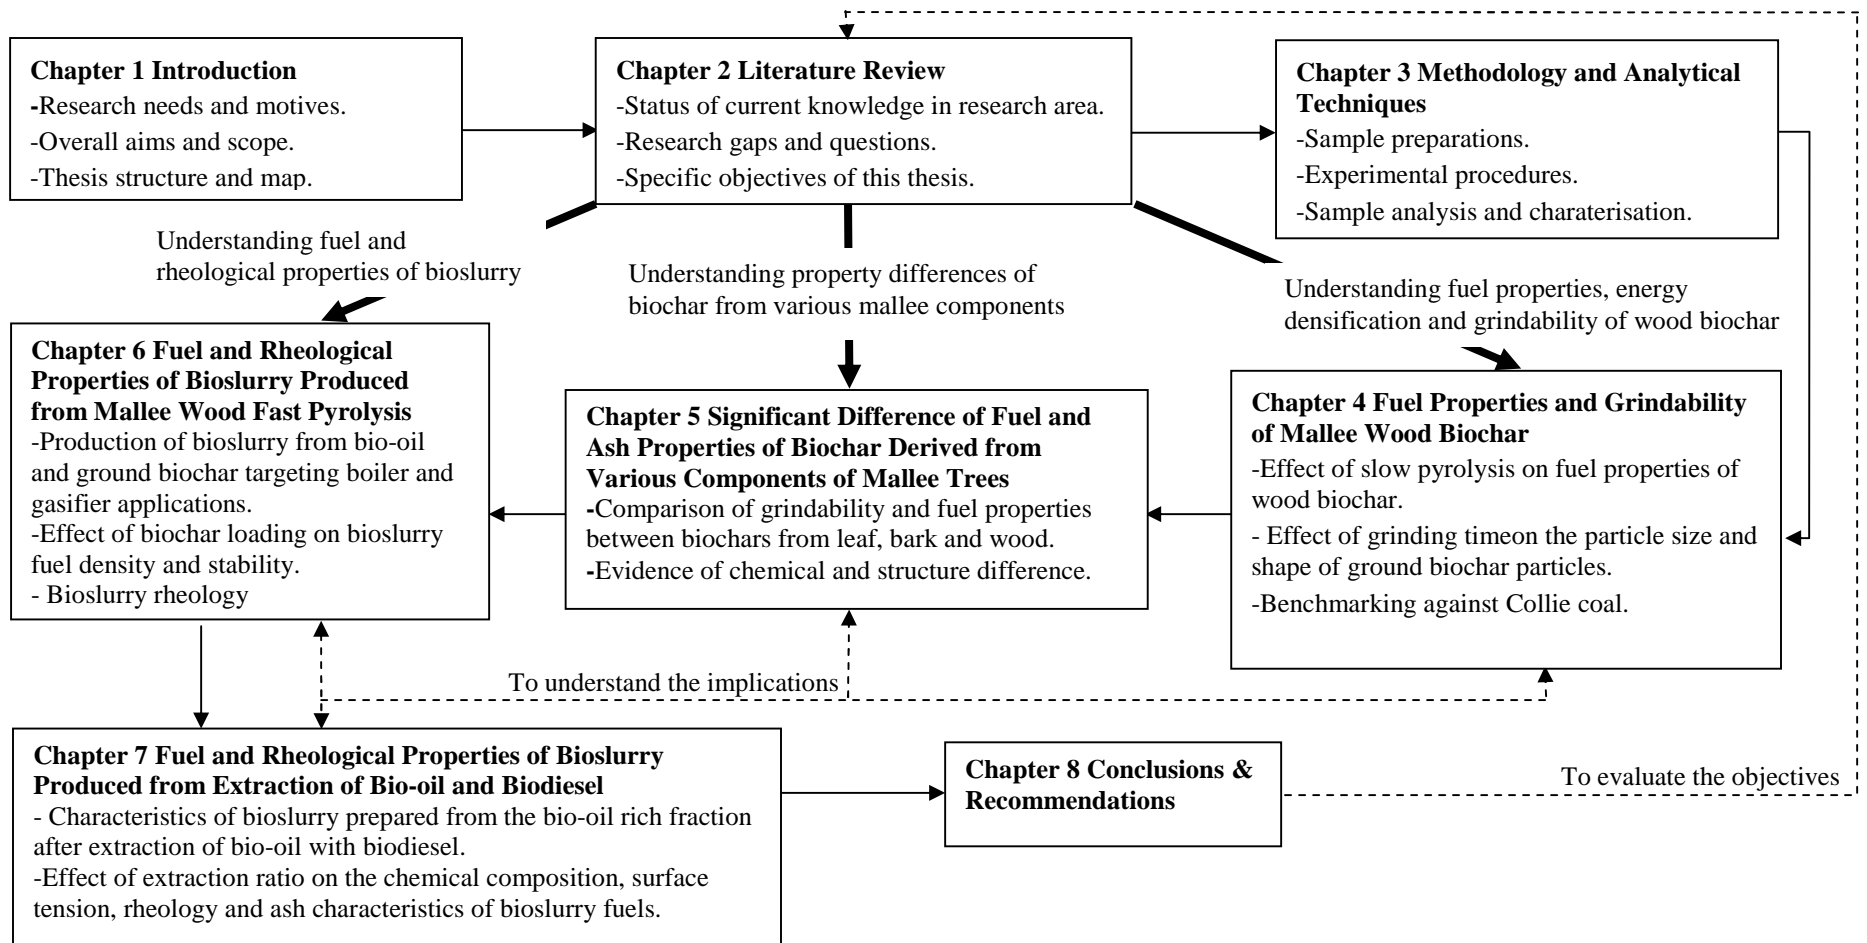 Chapter 1 Introduction
-Research needs and motives.
-Overall aims and scope.
-Thesis structure and map.
Chapter 2 Literature Review
-Status of current knowledge in research area.
-Research gaps and questions.
-Specific objectives of this thesis.
Chapter 3 Methodology and Analytical
Techniques
-Sample preparations.
-Experimental procedures.
-Sample analysis and charaterisation.
Understanding fuel and
rheological properties of bioslurry
Understanding property differences of
biochar from various mallee components
Understanding fuel properties, energy
densification and grindability of wood biochar
Chapter 6 Fuel and Rheological
Properties of Bioslurry Produced
from Mallee Wood Fast Pyrolysis
-Production of bioslurry from bio-oil
and ground biochar targeting boiler and
gasifier applications.
-Effect of biochar loading on bioslurry
fuel density and stability.
- Bioslurry rheology
Chapter 5 Significant Difference of Fuel and
Ash Properties of Biochar Derived from
Various Components of Mallee Trees
-Comparison of grindability and fuel properties
between biochars from leaf, bark and wood.
-Evidence of chemical and structure difference.
Chapter 4 Fuel Properties and Grindability
of Mallee Wood Biochar
-Effect of slow pyrolysis on fuel properties of
wood biochar.
- Effect of grinding timeon the particle size and
shape of ground biochar particles.
-Benchmarking against Collie coal.
To understand the implications
Chapter 7 Fuel and Rheological Properties of Bioslurry
Produced from Extraction of Bio-oil and Biodiesel
- Characteristics of bioslurry prepared from the bio-oil rich fraction
after extraction of bio-oil with biodiesel.
-Effect of extraction ratio on the chemical composition, surface
tension, rheology and ash characteristics of bioslurry fuels.
Chapter 8 Conclusions &
Recommendations
To evaluate the objectives